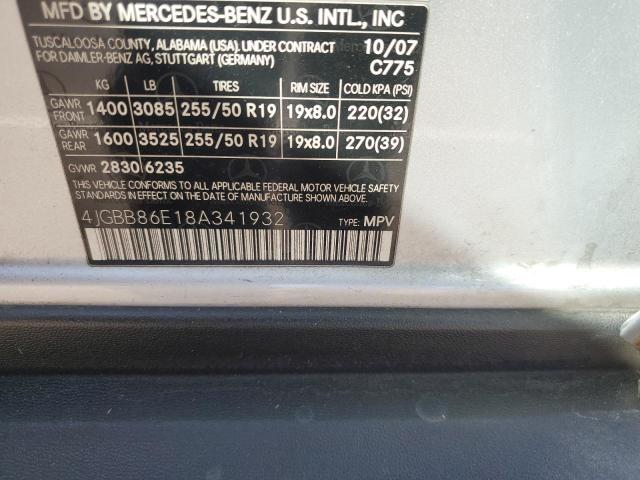 MFD BY MERCEDES-BENZ U.S. INTL., INC
TUSCALOOSA COUNTY, ALABAMA (USA). UNDER CONTRACT 10/07
FOR DAIMLER-BENZ AG, STUTTGART (GERMANY) C775
KG LB TIRES RIM SIZE COLD KPA (PSI)
GAWR FRONT 1400 3085 255/50 R19 19x8.0 220(32)
GAWR REAR 1600 3525 255/50 R19 19x8.0 270(39)
GVWR 2830 6235
THIS VEHICLE CONFORMS TO ALL APPLICABLE FEDERAL MOTOR VEHICLE SAFETY
STANDARDS IN EFFECT ON THE DATE OF MANUFACTURE SHOWN ABOVE.
4JGBB86E18A341932
TYPE: MPV